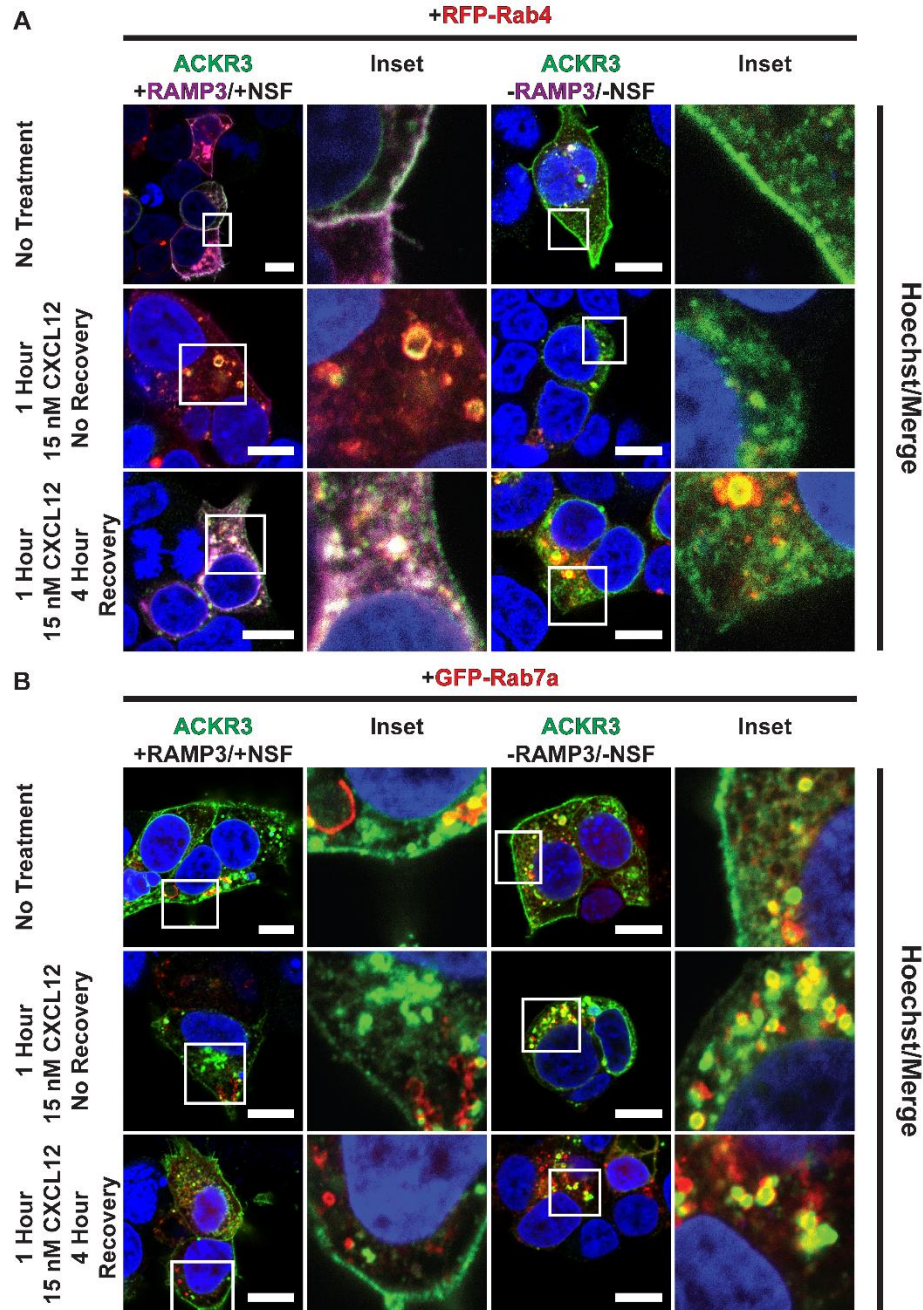 A
+RFP-Rab4
ACKR3
+RAMP3/+NSF
Inset
ACKR3
-RAMP3/-NSF
Inset
No Treatment
1 Hour
15 nM CXCL12
No Recovery
1 Hour
15 nM CXCL12
4 Hour
Recovery
Hoechst/Merge
B
+GFP-Rab7a
ACKR3
+RAMP3/+NSF
Inset
ACKR3
-RAMP3/-NSF
Inset
No Treatment
1 Hour
15 nM CXCL12
No Recovery
1 Hour
15 nM CXCL12
4 Hour
Recovery
Hoechst/Merge